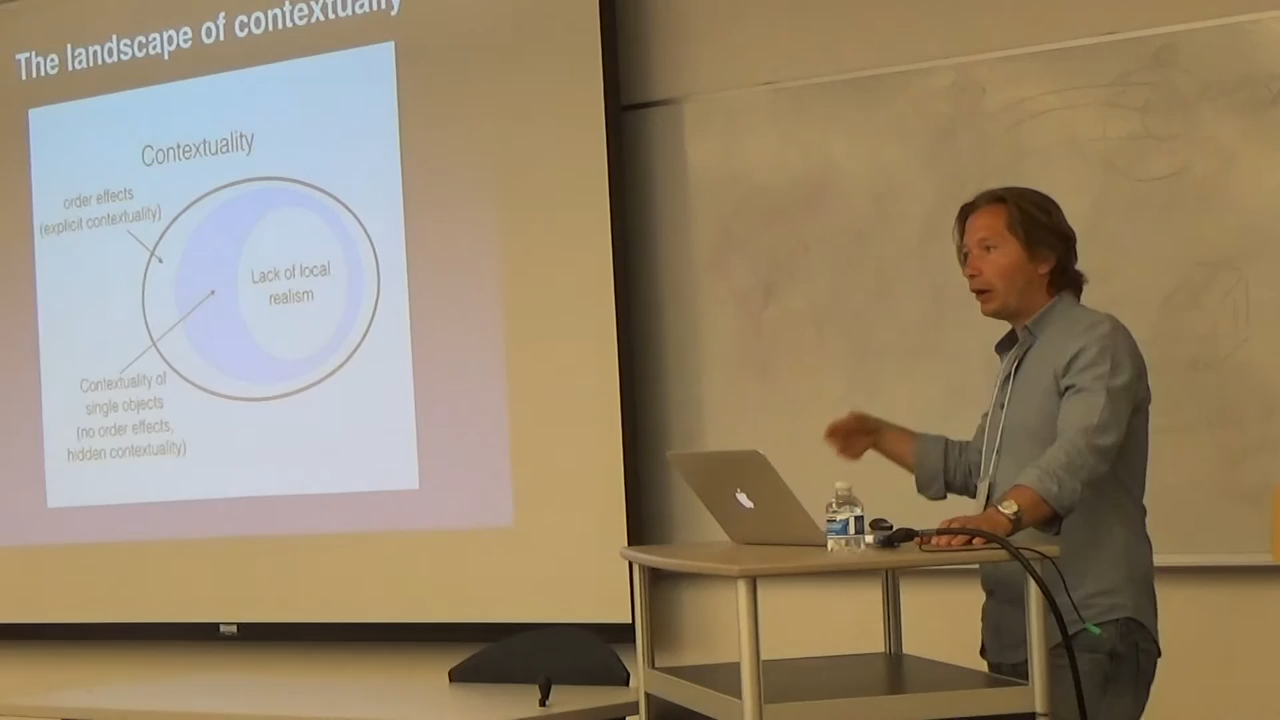 The landscape of contextually
Contextuality
order effects
(explicit contextuality)
Lack of local
realism
Contextuality of
single objects
(no order effects,
hidden contextuality)